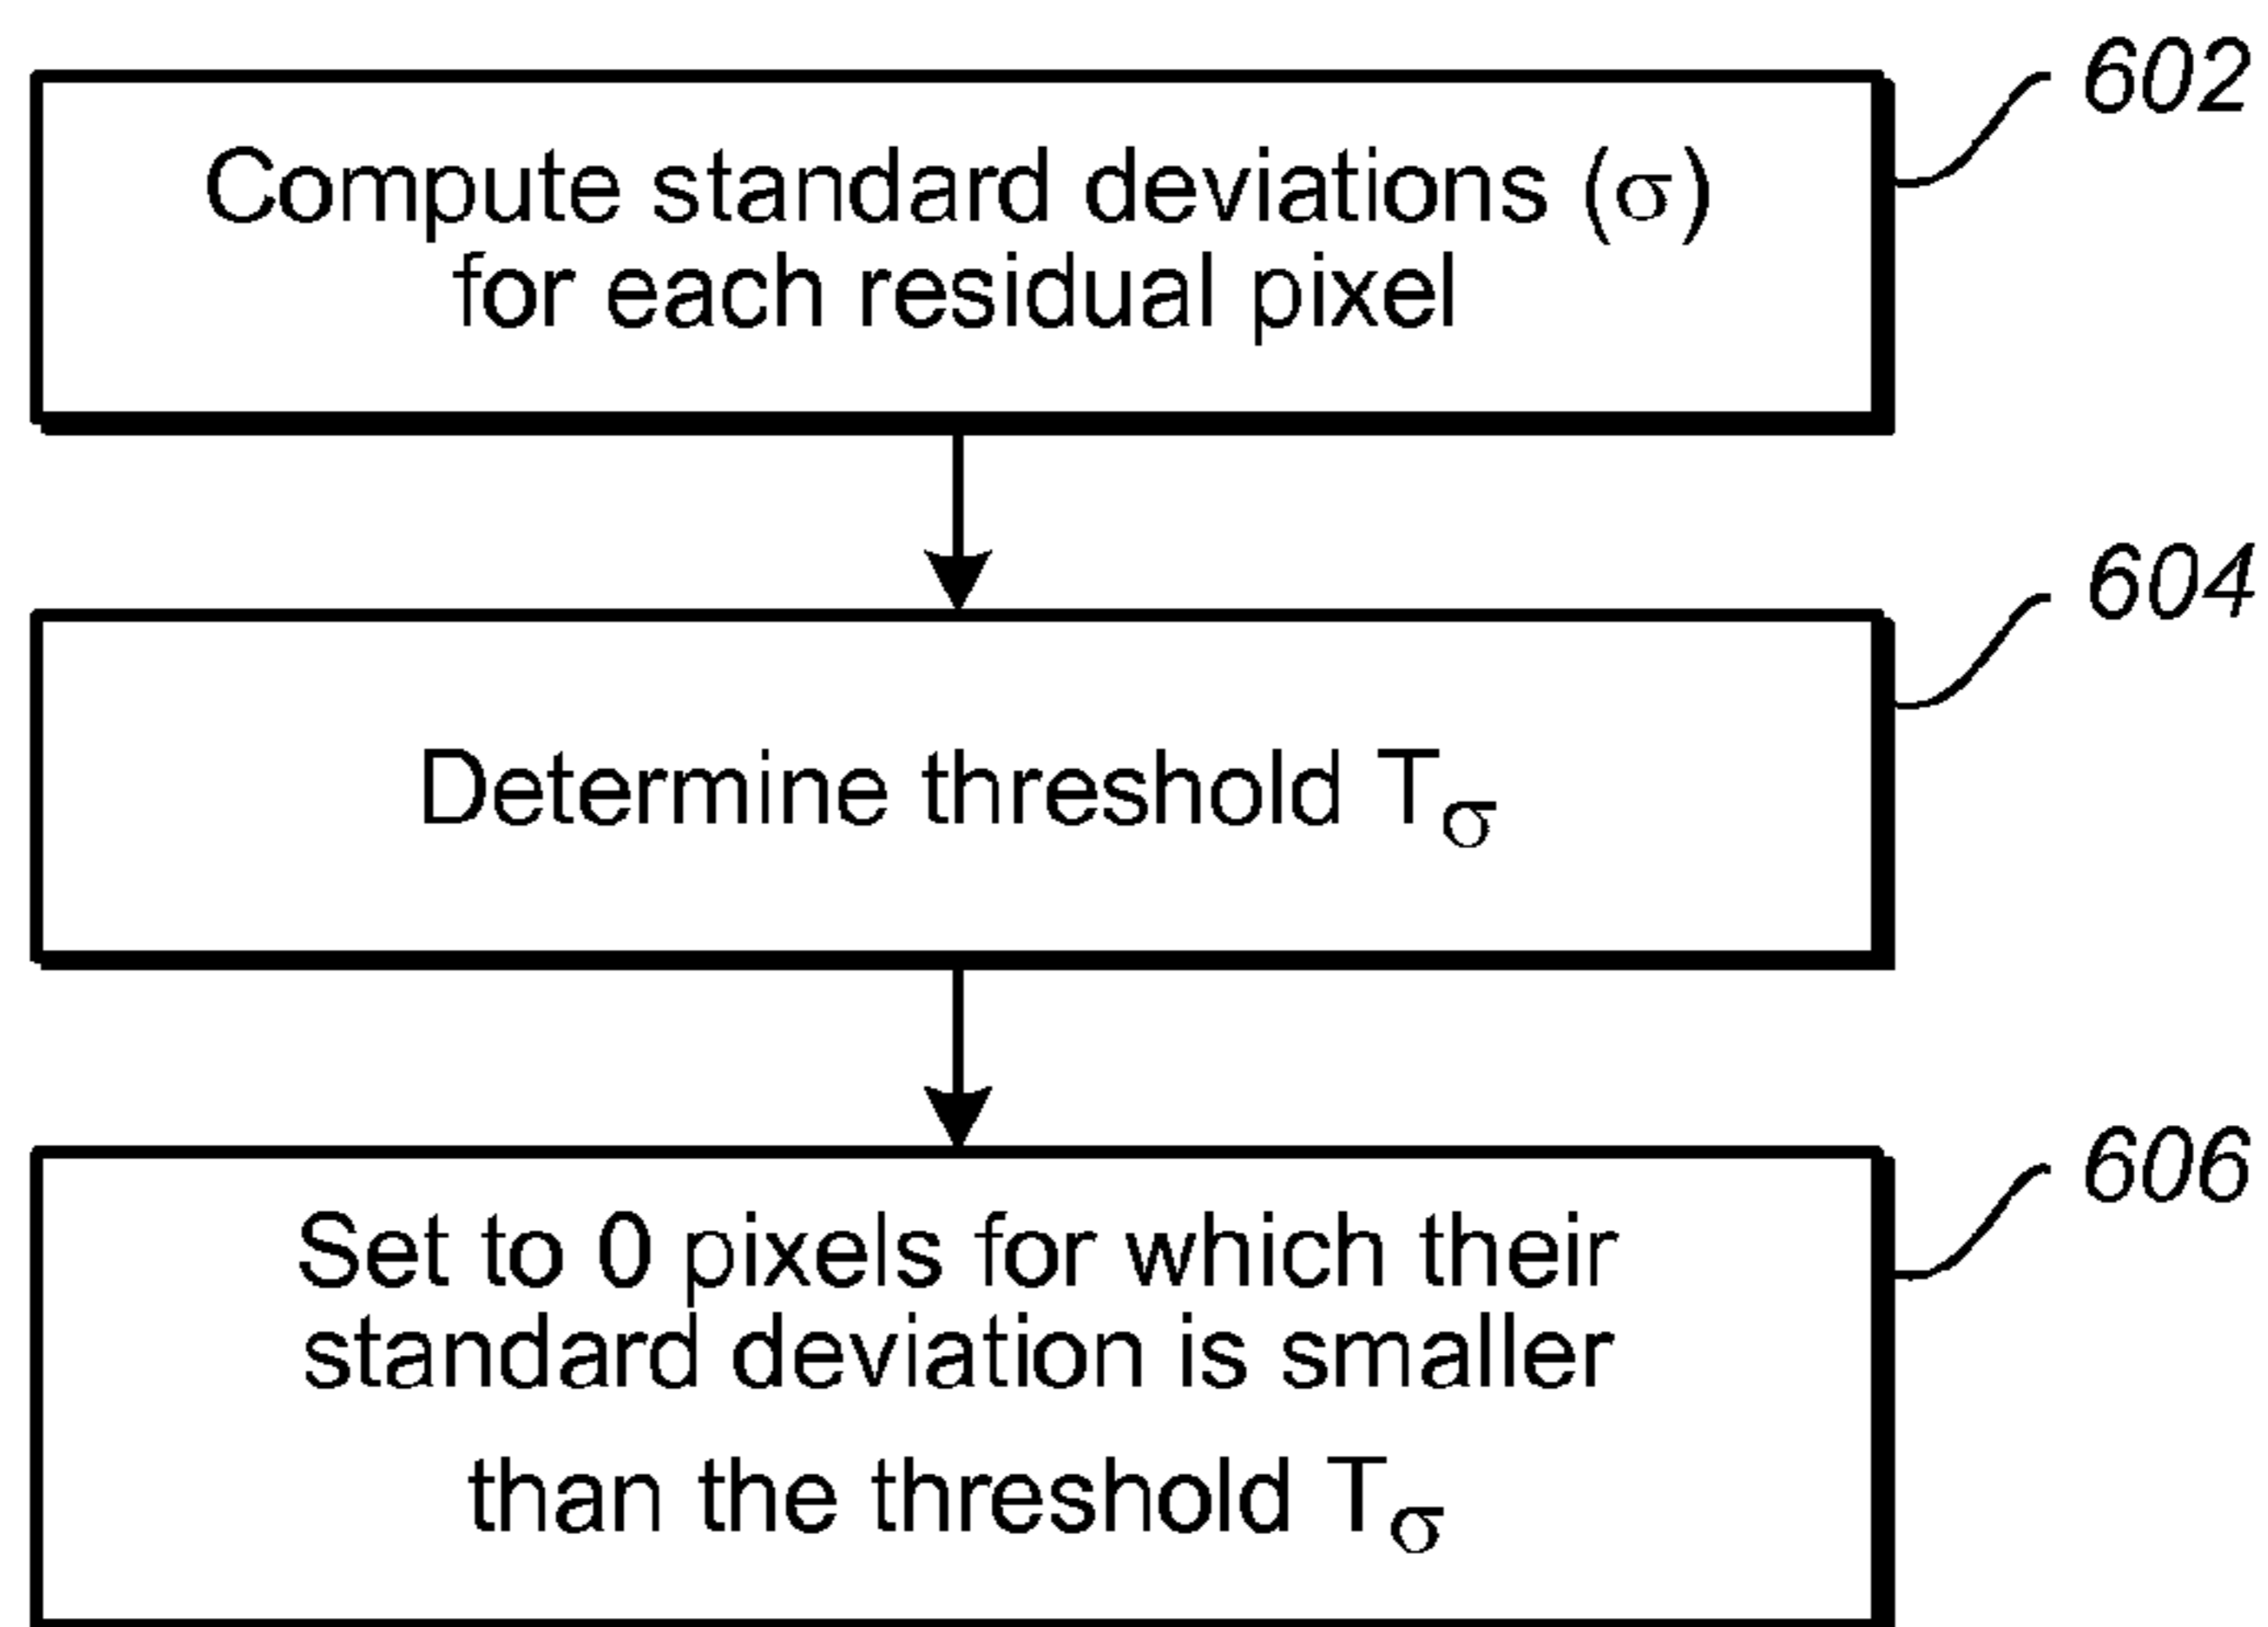 602
Compute standard deviations (σ)
for each residual pixel
604
Determine threshold Tσ
606
Set to 0 pixels for which their
standard deviation is smaller
than the threshold Tσ